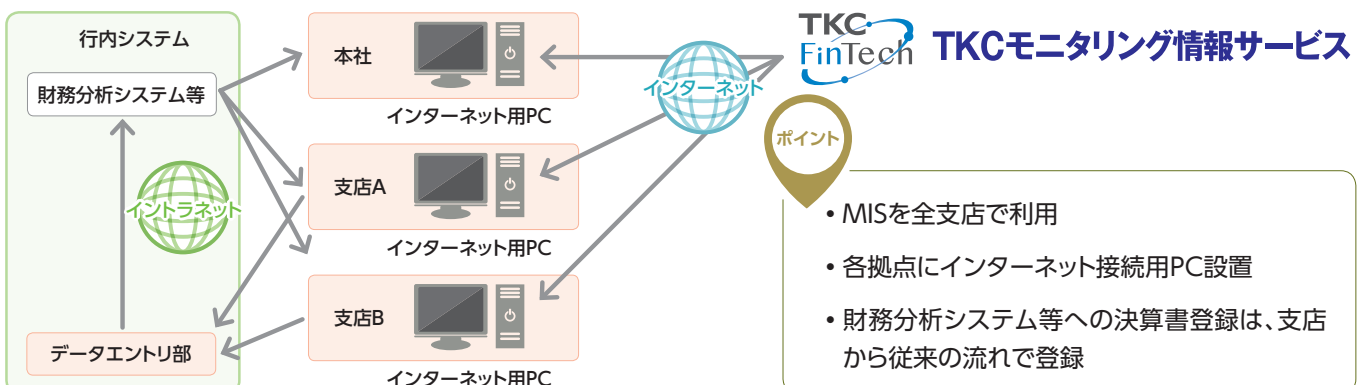 行内システム
財務分析システム等
イントラネット
データエントリ部
本社
インターネット用PC
支店A
インターネット用PC
支店B
インターネット用PC
インターネット
TKC
FinTech
TKCモニタリング情報サービス
ポイント
• MISを全支店で利用
• 各拠点にインターネット接続用PC設置
• 財務分析システム等への決算書登録は、支店
から従来の流れで登録